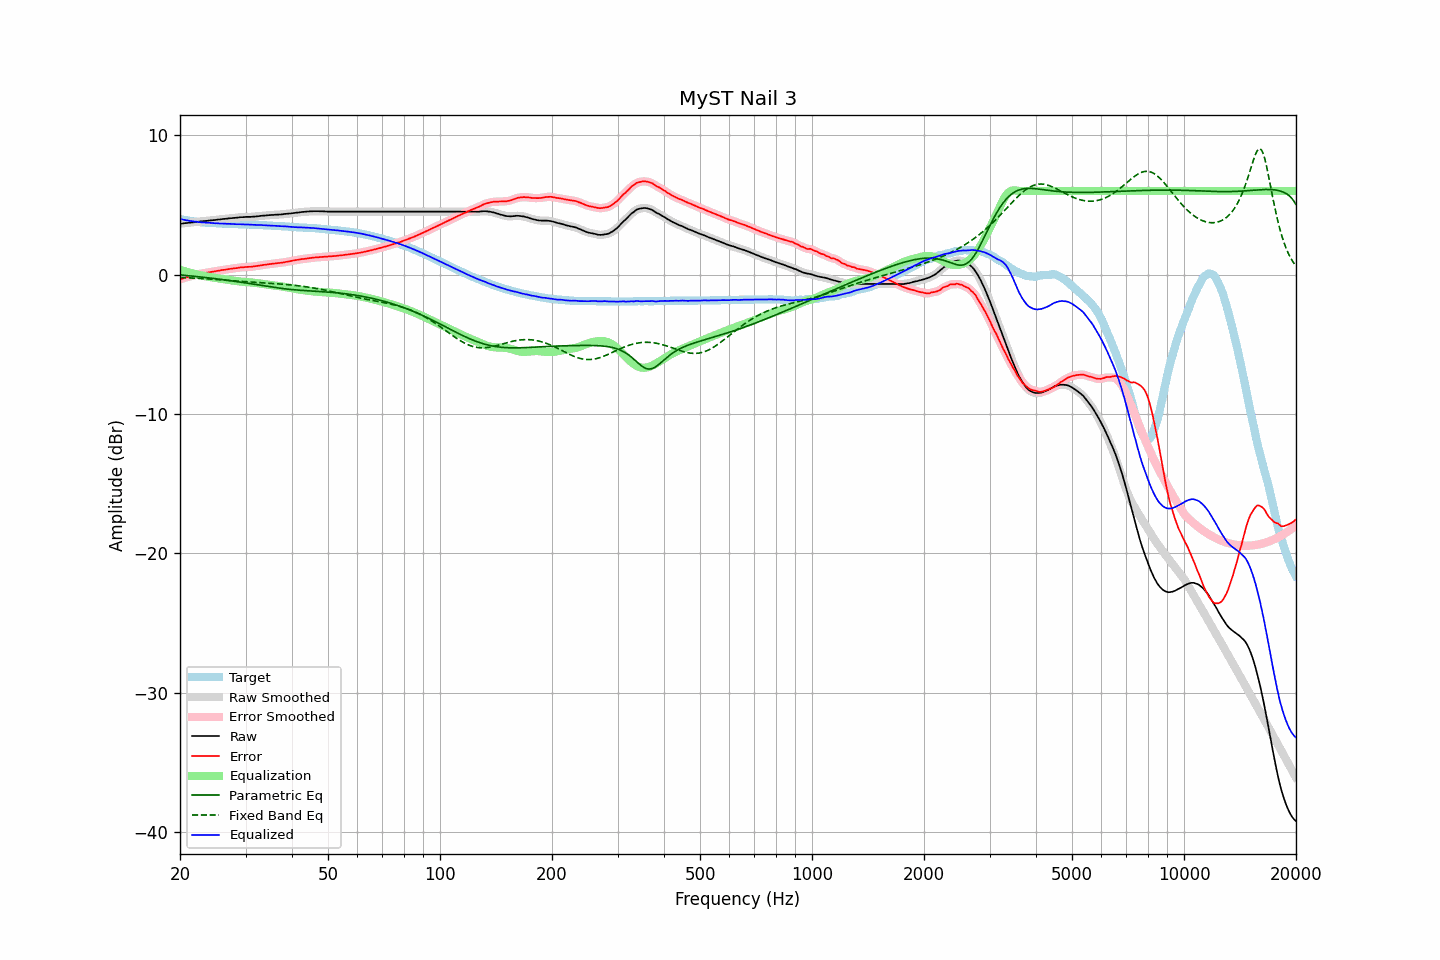 MyST Nail 3
10
0
−10
−20
−30
−40
Amplitude (dBr)
Target
Raw Smoothed
Error Smoothed
Raw
Error
Equalization
Parametric Eq
Fixed Band Eq
Equalized
20 50 100 200 500 1000 2000 5000 10000 20000
Frequency (Hz)